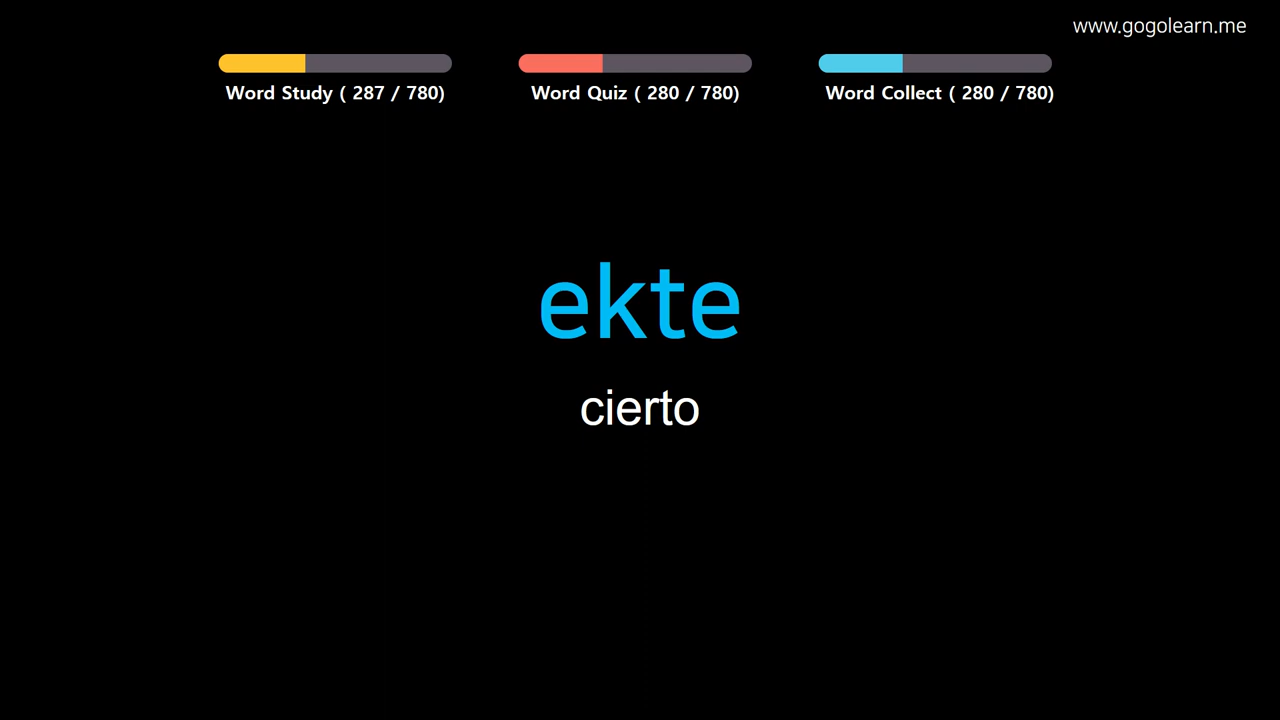 www.gogolearn.me
Word Study ( 287 / 780)
Word Quiz ( 280 / 780)
Word Collect ( 280 / 780)
ekte
cierto